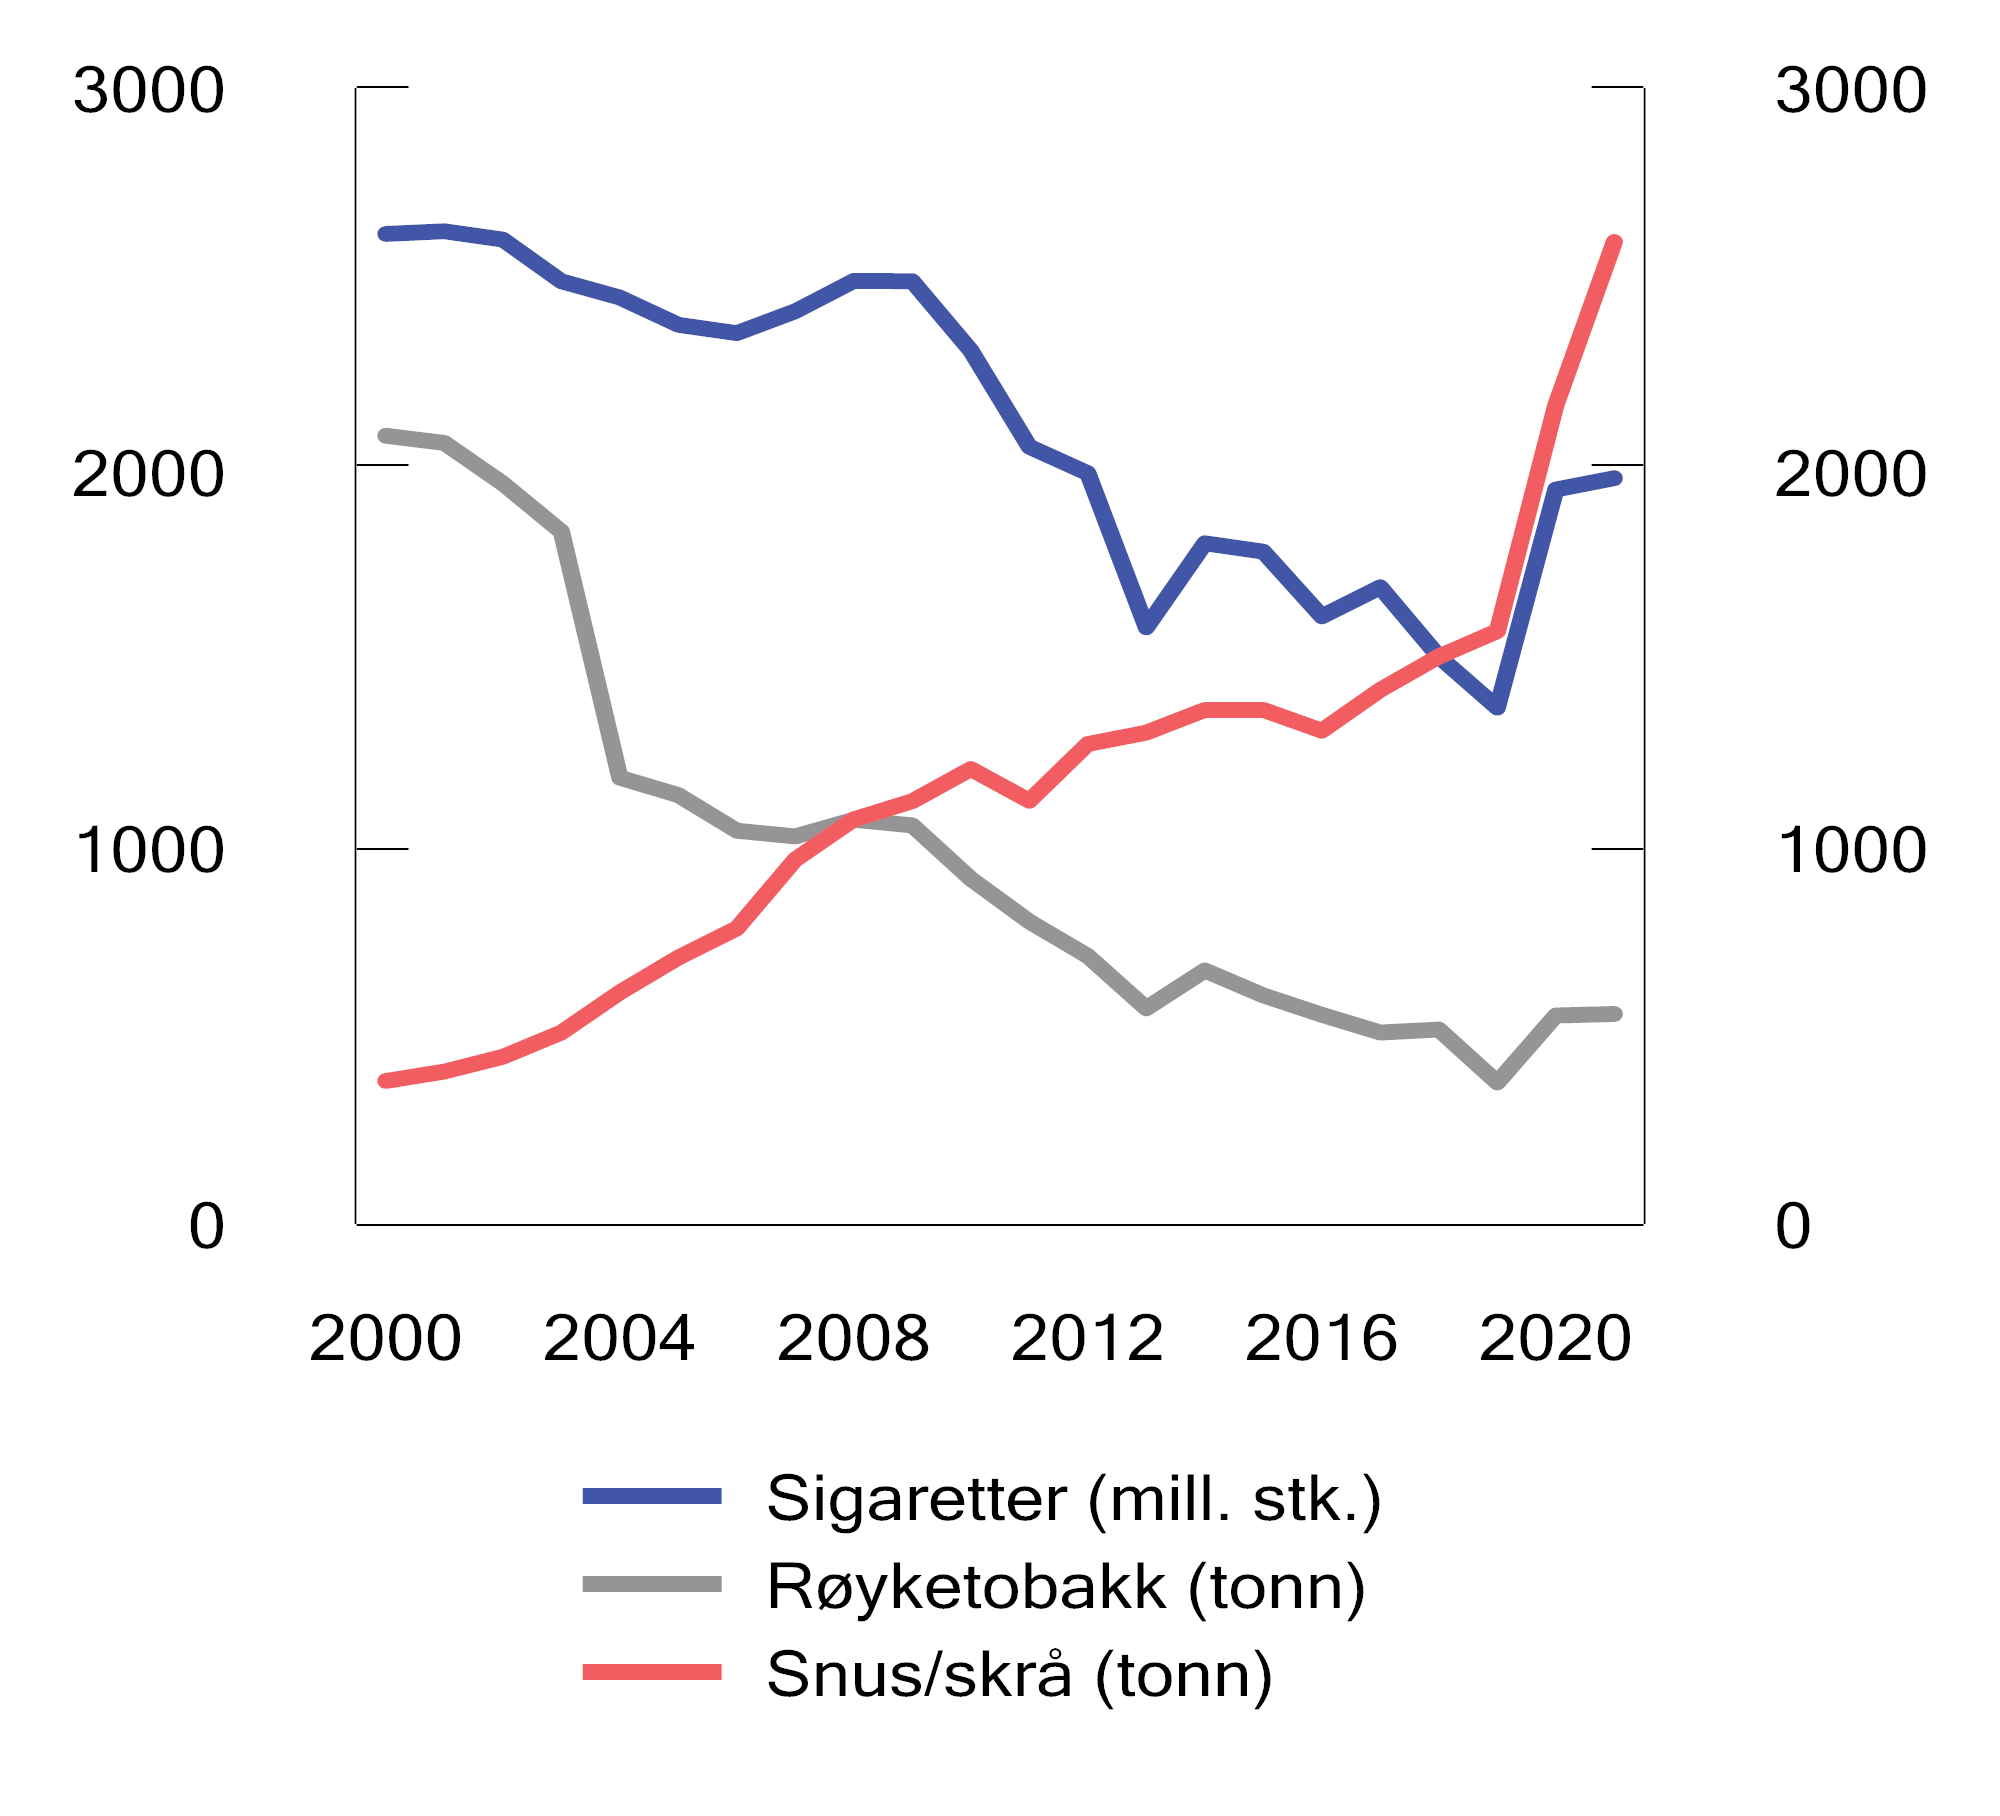 3000 3000
2000 2000
1000 1000
0 0
2000 2004 2008 2012 2016 2020
Sigaretter (mill. stk.)
Røyketobakk (tonn)
Snus/skrå (tonn)